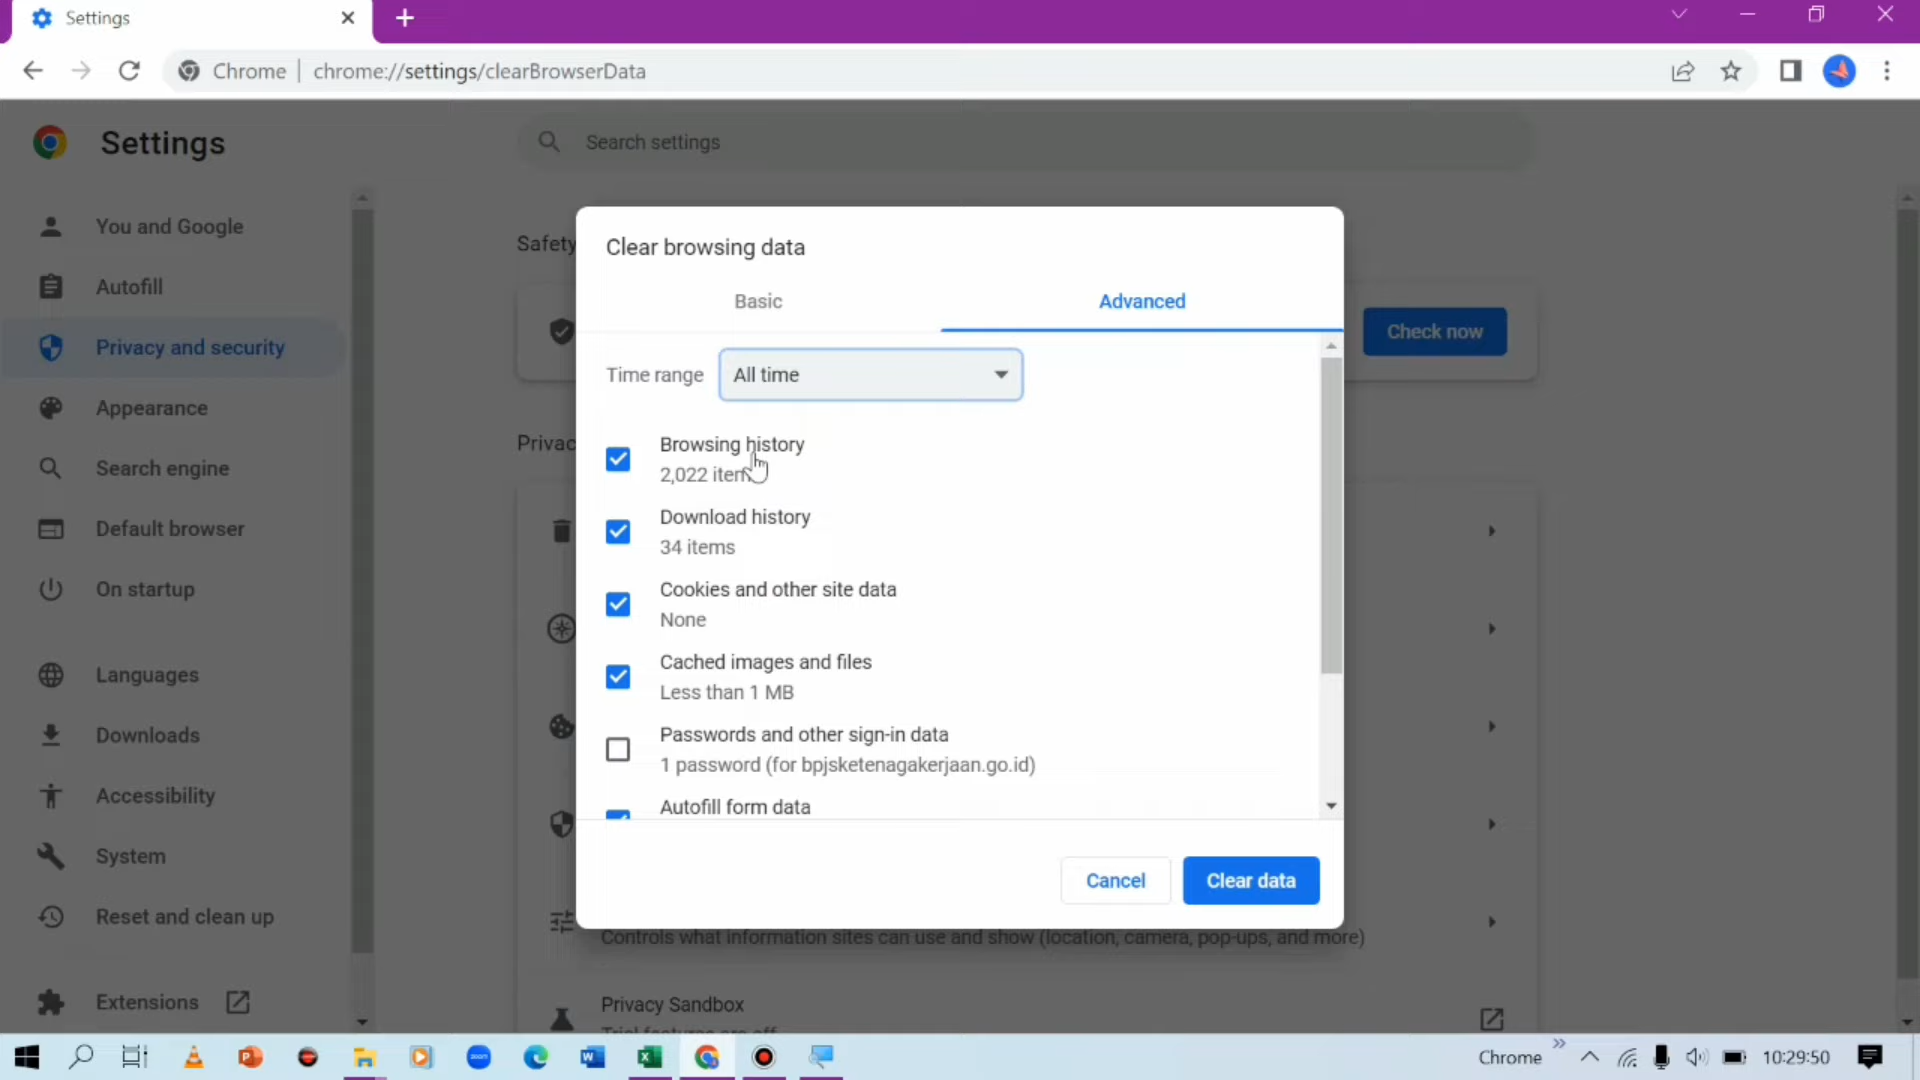 Settings
Chrome
chrome://settings/clearBrowserData
Settings
Search settings
You and Google
Autofill
Privacy and security
Appearance
Search engine
Default browser
On startup
Languages
Downloads
Accessibility
System
Reset and clean up
Extensions
Safety
Check now
Clear browsing data
Basic
Advanced
Time range
All time
Browsing history
2,022
Download history
34 items
Cookies and other site data
None
Cached images and files
Less than 1 MB
Passwords and other sign-in data
1 password (for bpjsketenagakerjaan.go.id)
Autofill form data
Cancel
Clear data
Controls what information sites can use and show (location, camera, pop-ups, and more)
Privacy Sandbox
Trial features are off
zoom
Chrome
10:29:50